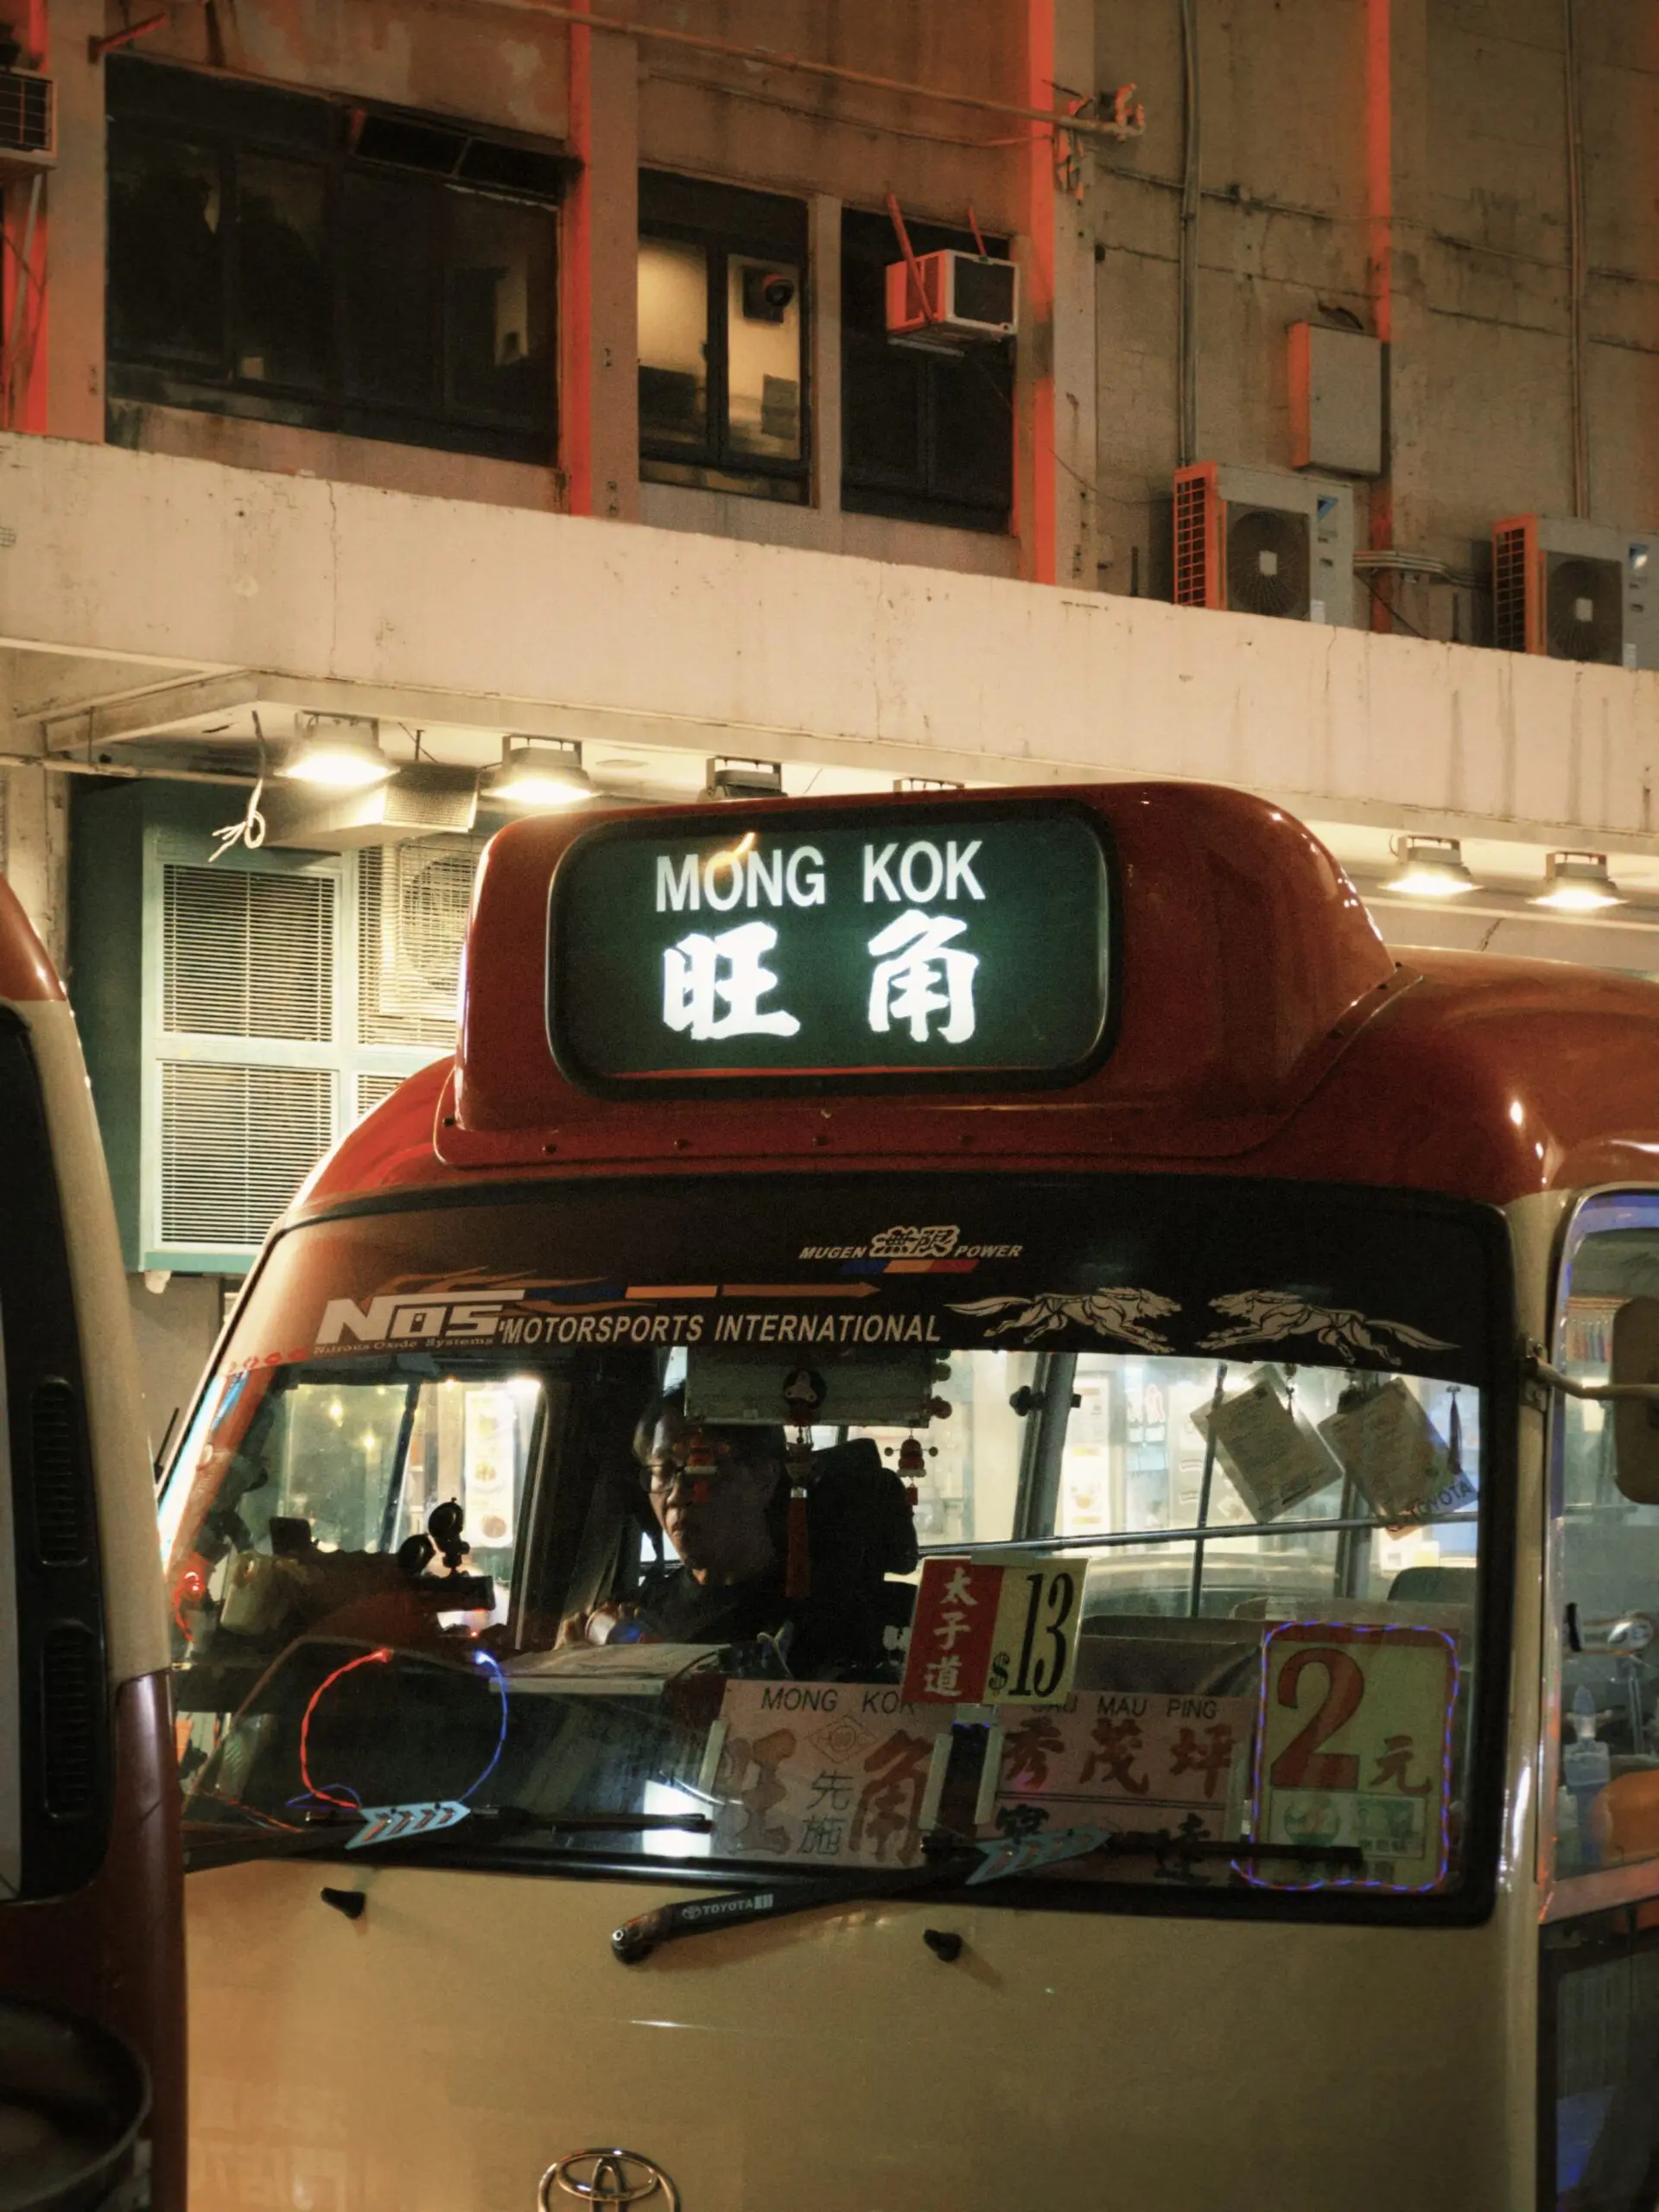 MONG KOK
旺角
MUGEN 無限 POWER
NOS MOTORSPORTS INTERNATIONAL
Nitrous Oxide Systems
TOYOTA
太子道
$13
MONG KOK
旺角
先施
MAU PING
秀茂坪
2元
TOYOTA